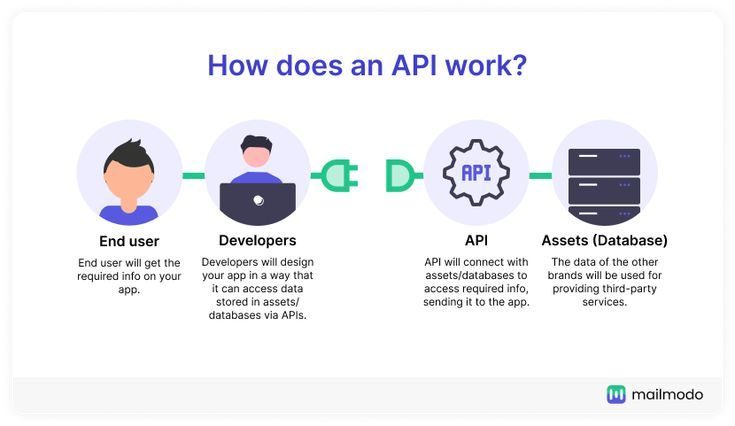 How does an API work?
API
End user
End user will get the
required info on your
app.
Developers
Developers will design
your app in a way that
it can access data
stored in assets/
databases via APIs.
API
API will connect with
assets/databases to
access required info,
sending it to the app.
Assets (Database)
The data of the other
brands will be used for
providing third-party
services.
mailmodo